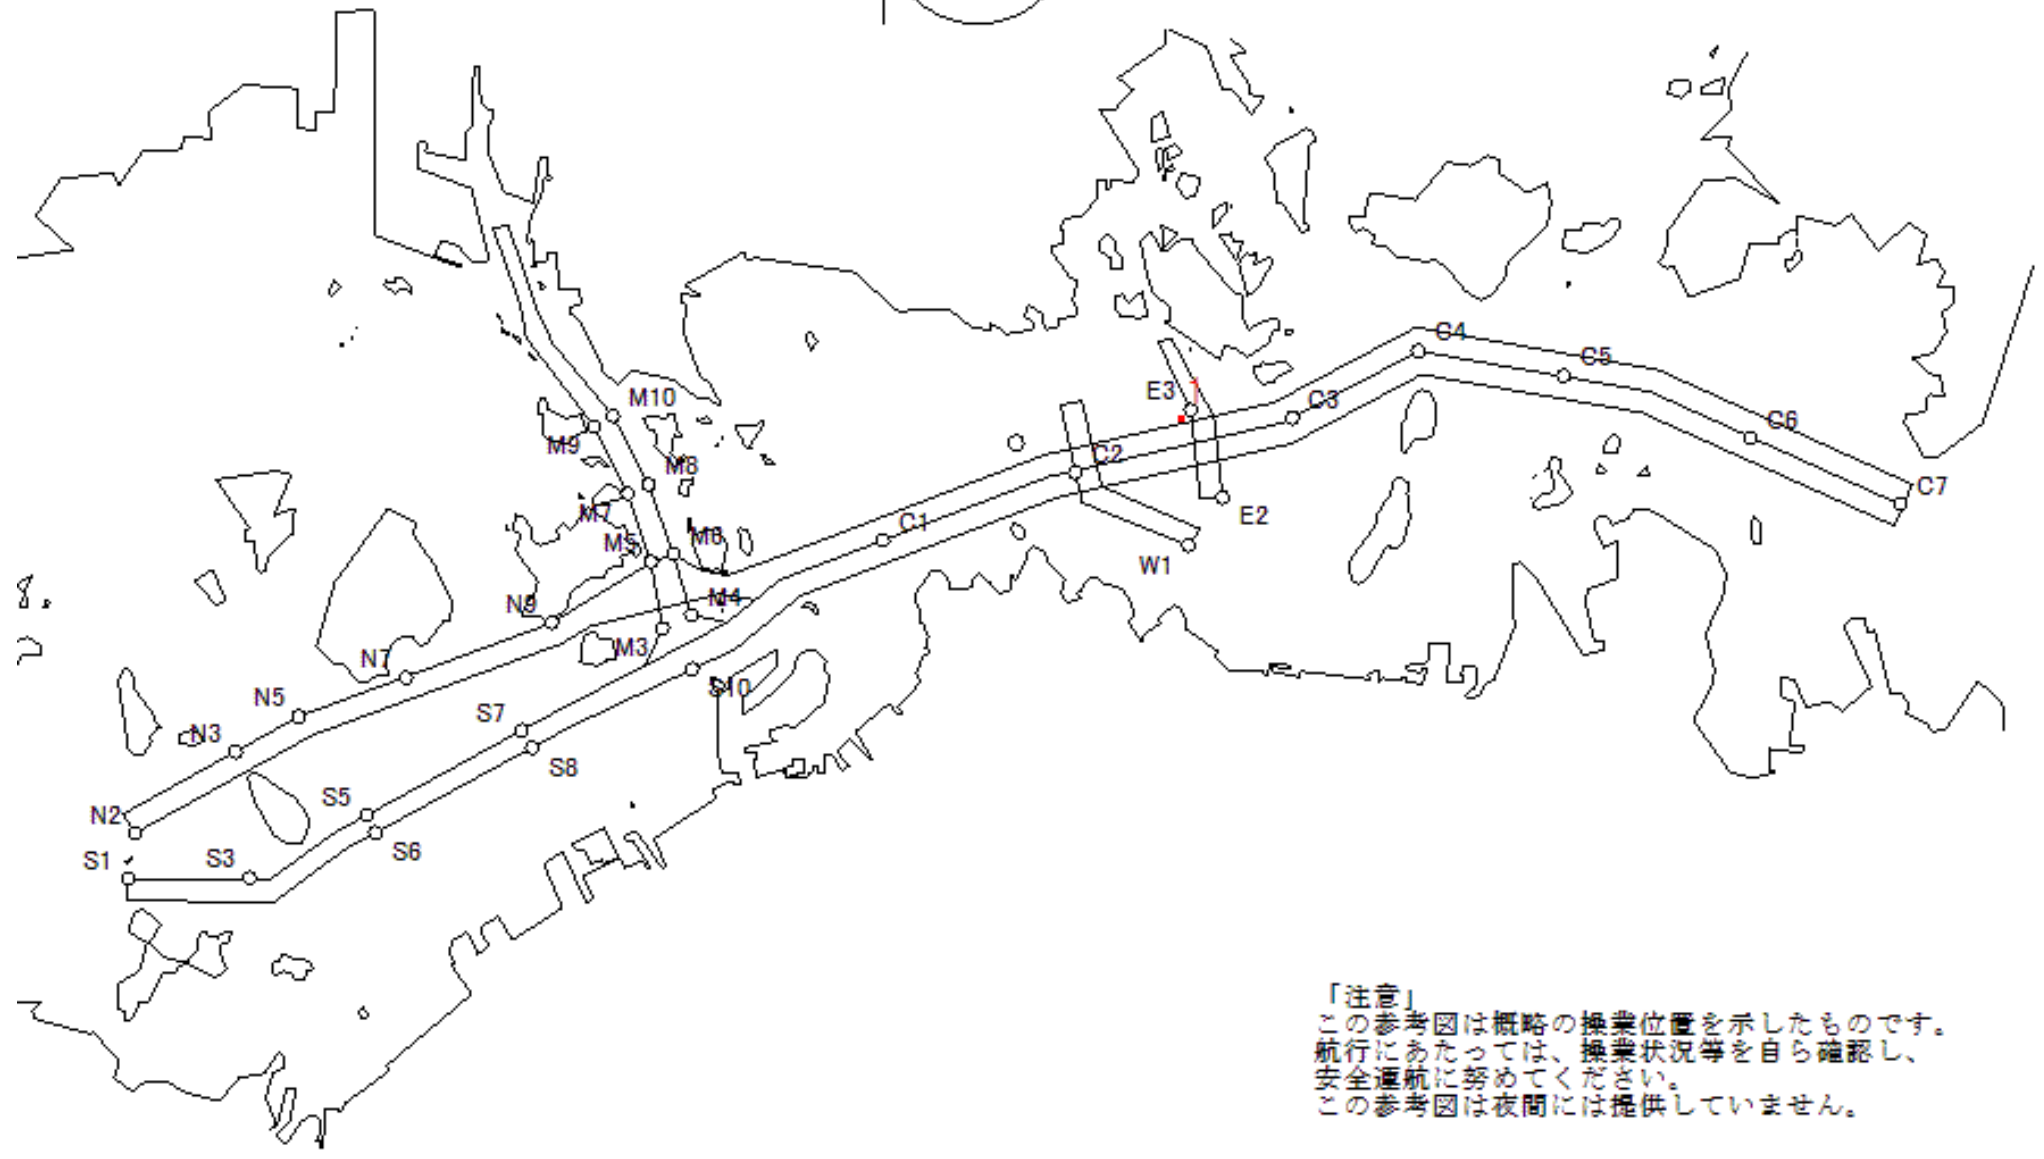 C4
C5
E3
M10
C3
C6
M9
C2
M8
C7
M7
E2
C1
M6
M5
W1
N9
M4
M3
N7
S10
N5
S7
N3
S8
S5
N2
S6
S1
S3
「注意」
この参考図は概略の操業位置を示したものです。
航行にあたっては、操業状況等を自ら確認し、
安全運航に努めてください。
この参考図は夜間には提供していません。